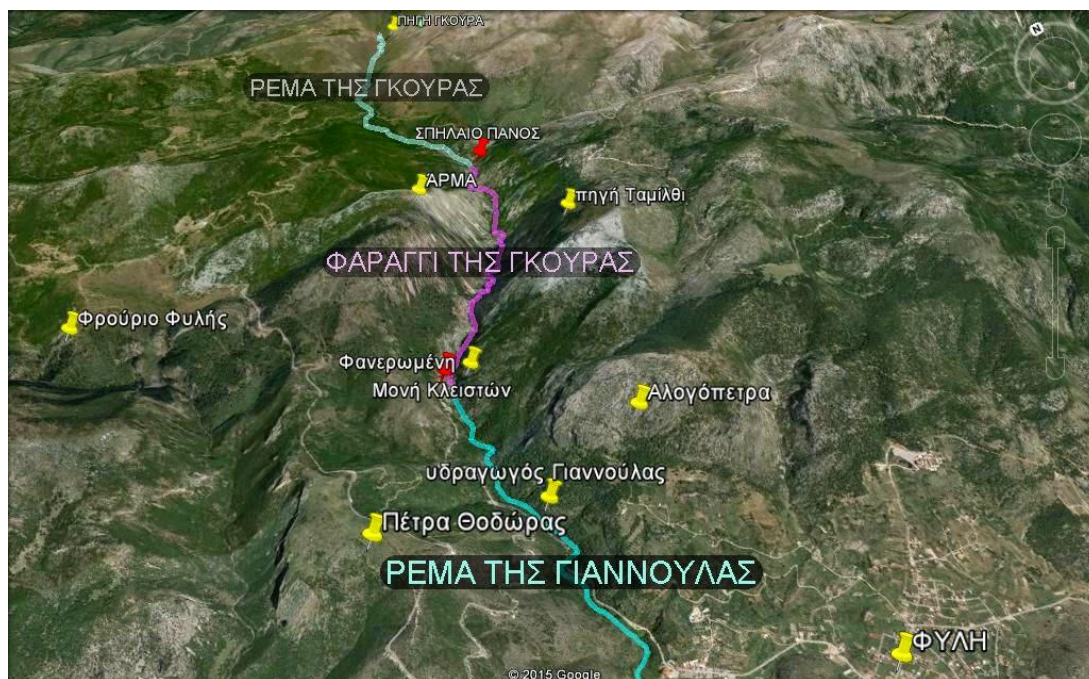 ΠΗΓΗ ΓΚΟΥΡΑ
N
ΡΕΜΑ ΤΗΣ ΓΚΟΥΡΑΣ
ΣΠΗΛΑΙΟ ΠΑΝΟΣ
ΆΡΜΑ
πηγή Ταμίλθι
ΦΑΡΑΓΓΙ ΤΗΣ ΓΚΟΥΡΑΣ
Φρούριο Φυλής
Φανερωμένη
Μονή Κλειστών
Αλογόπετρα
υδραγωγός Γιαννούλας
Πέτρα Θοδώρας
ΡΕΜΑ ΤΗΣ ΓΙΑΝΝΟΥΛΑΣ
ΦΥΛΗ
© 2015 Google